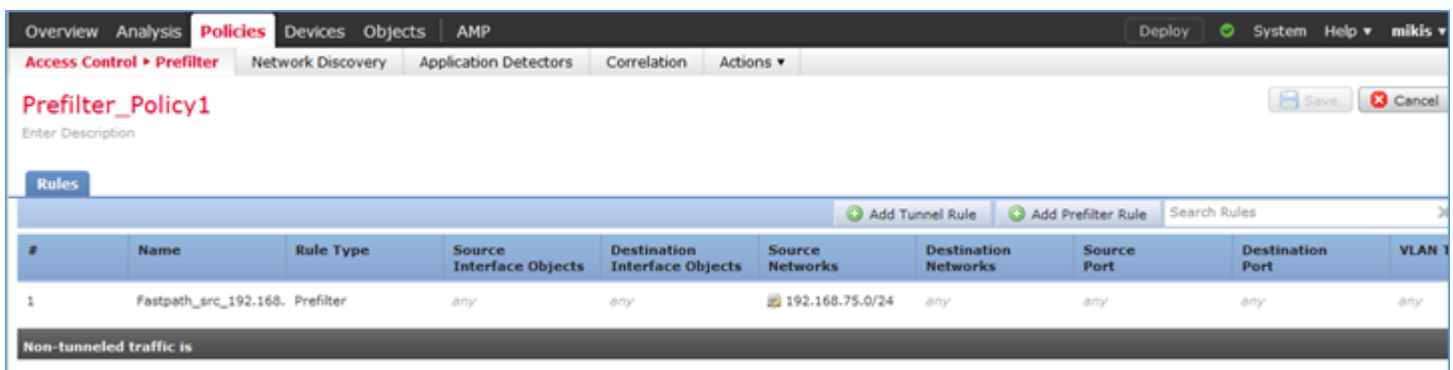 Overview Analysis Policies Devices Objects AMP Deploy System Help ▾ mikis ▾
Access Control ▸ Prefilter Network Discovery Application Detectors Correlation Actions ▾
Prefilter_Policy1 Save Cancel
Enter Description
Rules
Add Tunnel Rule Add Prefilter Rule Search Rules
# Name Rule Type Source Interface Objects Destination Interface Objects Source Networks Destination Networks Source Port Destination Port VLAN T
1 Fastpath_src_192.168. Prefilter any any 192.168.75.0/24 any any any any
Non-tunneled traffic is